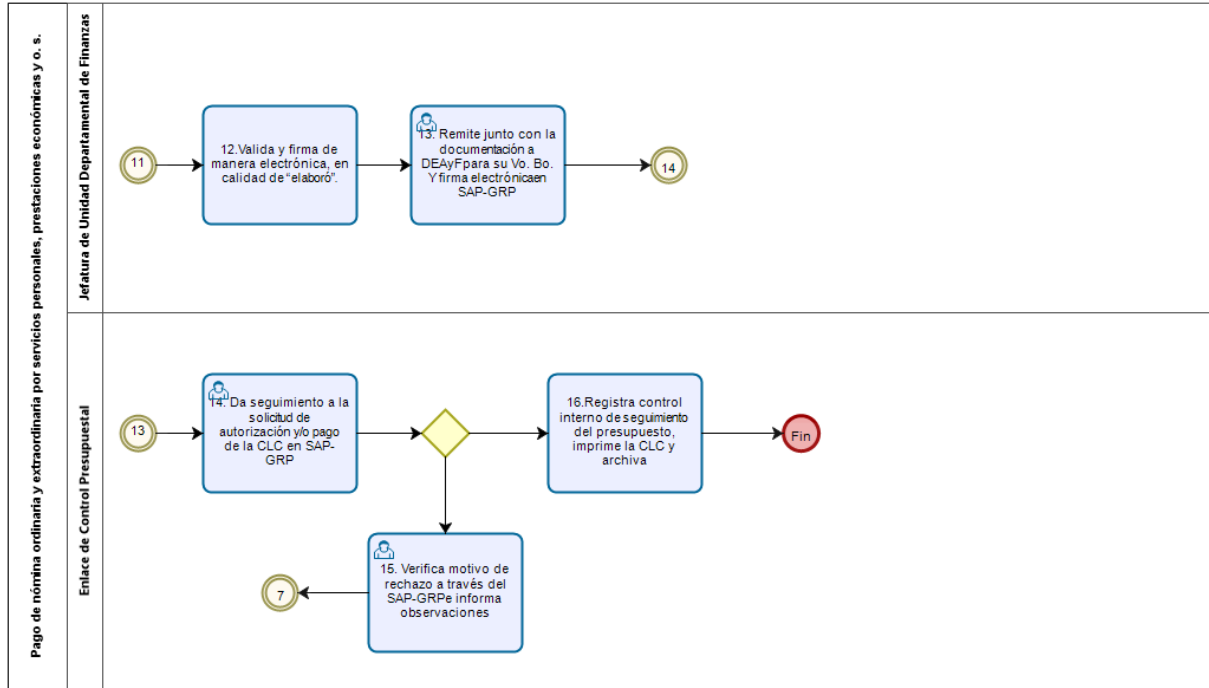 Pago de nómina ordinaria y extraordinaria por servicios personales, prestaciones económicas y o. s.
Jefatura de Unidad Departamental de Finanzas
11
12.Valida y firma de
manera electrónica, en
calidad de “elaboró”.
13. Remite junto con la
documentación a
DEAyFpara su Vo. Bo.
Y firma electrónicaen
SAP-GRP
14
Enlace de Control Presupuestal
13
14. Da seguimiento a la
solicitud de
autorización y/o pago
de la CLC en SAP-
GRP
16.Registra control
interno de seguimiento
del presupuesto,
imprime la CLC y
archiva
Fin
15. Verifica motivo de
rechazo a través del
SAP-GRPe informa
observaciones
7